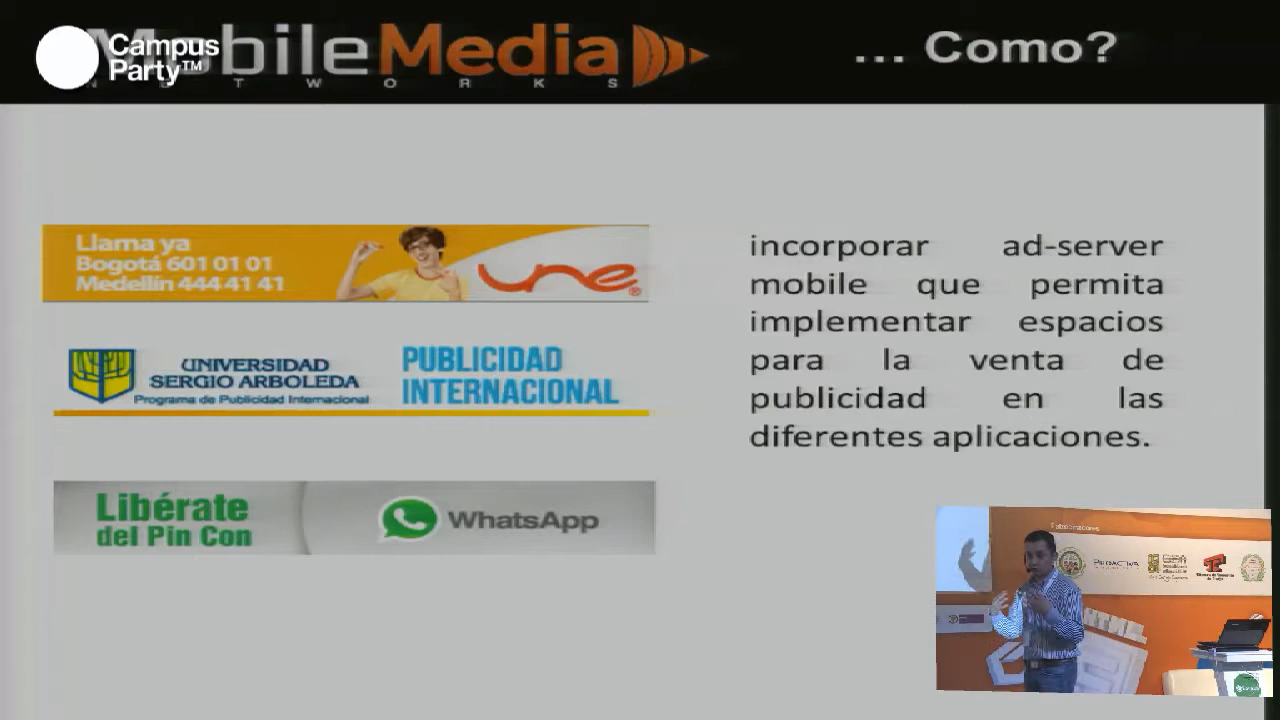 Campus
Party™
MobileMedia
NETWORKS
... Como?
Llama ya
Bogotá 601 01 01
Medellín 444 41 41
une®
UNIVERSIDAD
SERGIO ARBOLEDA
Programa de Publicidad Internacional
PUBLICIDAD
INTERNACIONAL
Libérate
del Pin Con
WhatsApp
incorporar ad-server
mobile que permita
implementar espacios
para la venta de
publicidad en las
diferentes aplicaciones.